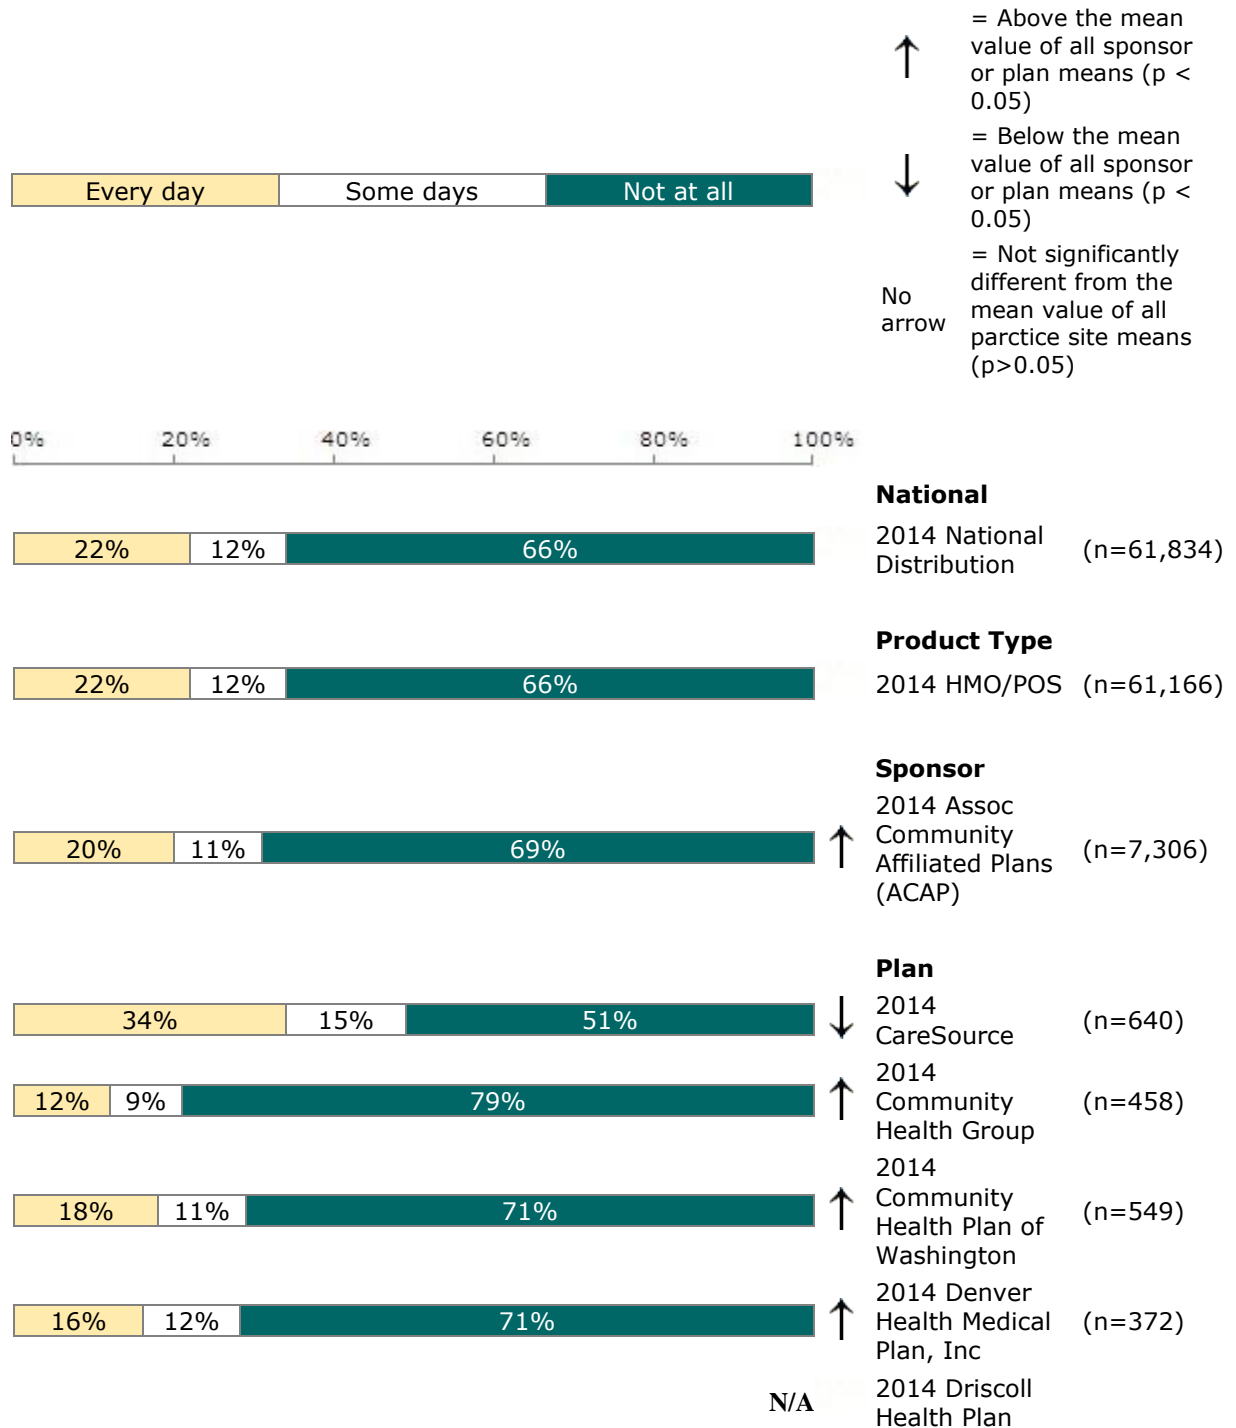 = Above the mean
value of all sponsor
↑ or plan means (p <
0.05)
= Below the mean
value of all sponsor
↓ or plan means (p <
0.05)
Every day Some days Not at all
= Not significantly
different from the
No mean value of all
arrow parctice site means
(p>0.05)
0% 20% 40% 60% 80% 100%
National
22% 12% 66% 2014 National
Distribution (n=61,834)
Product Type
22% 12% 66% 2014 HMO/POS (n=61,166)
Sponsor
2014 Assoc
Community
20% 11% 69% ↑ Affiliated Plans (n=7,306)
(ACAP)
Plan
34% 15% 51% ↓ 2014
CareSource (n=640)
2014
12% 9% 79% ↑ Community (n=458)
Health Group
2014
Community
18% 11% 71% ↑ Health Plan of (n=549)
Washington
2014 Denver
16% 12% 71% ↑ Health Medical (n=372)
Plan, Inc
N/A 2014 Driscoll
Health Plan